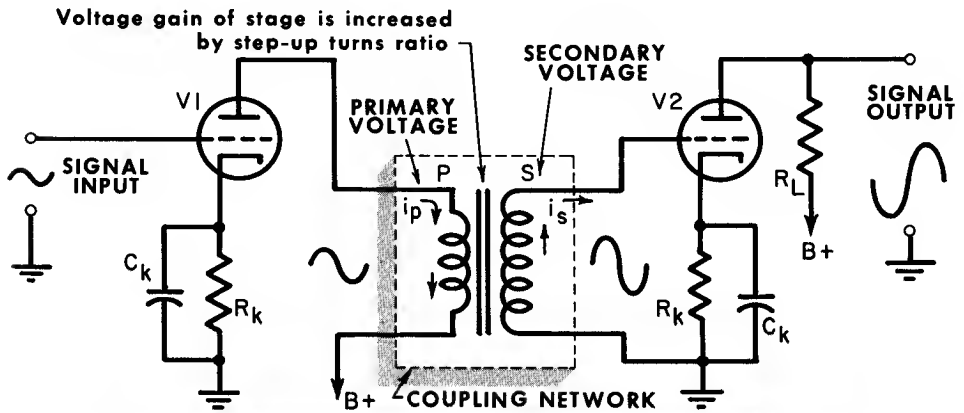 Voltage gain of stage is increased
by step-up turns ratio
SECONDARY
VOLTAGE
V1
PRIMARY
VOLTAGE
V2
SIGNAL
OUTPUT
SIGNAL
INPUT
P
S
ip
is
RL
B+
Ck
Rk
Rk
Ck
B+
COUPLING NETWORK